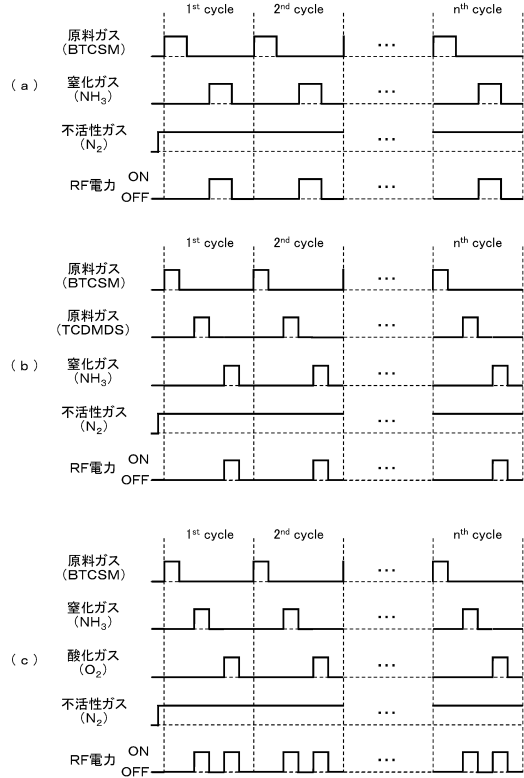 1st cycle 2nd cycle nth cycle
原料ガス
(BTCSM)
…
(a)
窒化ガス
(NH3)
…
不活性ガス
(N2)
…
RF電力 ON
OFF
…
1st cycle 2nd cycle nth cycle
原料ガス
(BTCSM)
…
原料ガス
(TCDMDS)
…
(b)
窒化ガス
(NH3)
…
不活性ガス
(N2)
…
RF電力 ON
OFF
…
1st cycle 2nd cycle nth cycle
原料ガス
(BTCSM)
…
窒化ガス
(NH3)
…
(c)
酸化ガス
(O2)
…
不活性ガス
(N2)
…
RF電力 ON
OFF
…